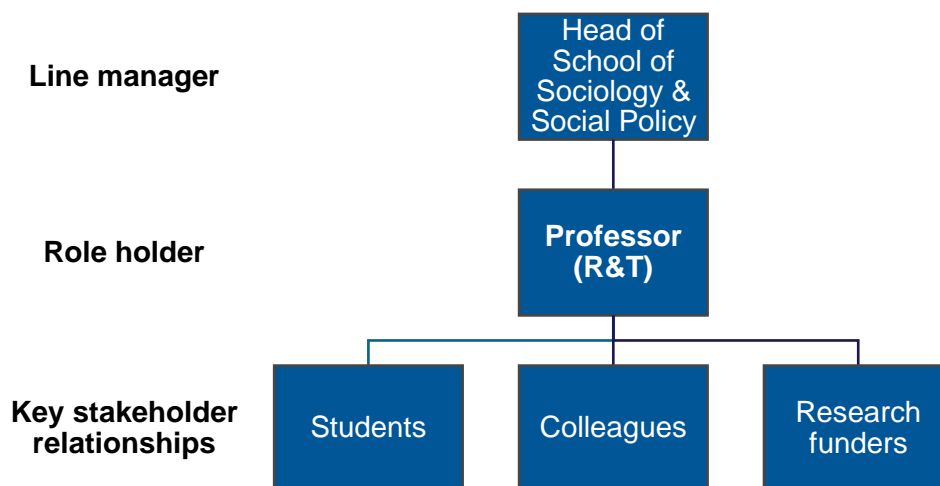 Line manager
Head of
School of
Sociology &
Social Policy
Role holder
Professor
(R&T)
Key stakeholder
relationships
Students
Colleagues
Research
funders